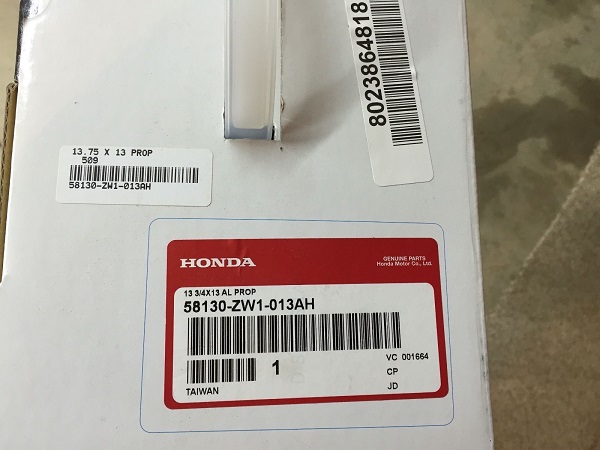 8023864818
13.75 X 13 PROP
509
58130-ZW1-013AH
HONDA
GENUINE PARTS
Honda Motor Co., Ltd.
13 3/4X13 AL PROP
58130-ZW1-013AH
1
VC 001664
CP
TAIWAN
JD